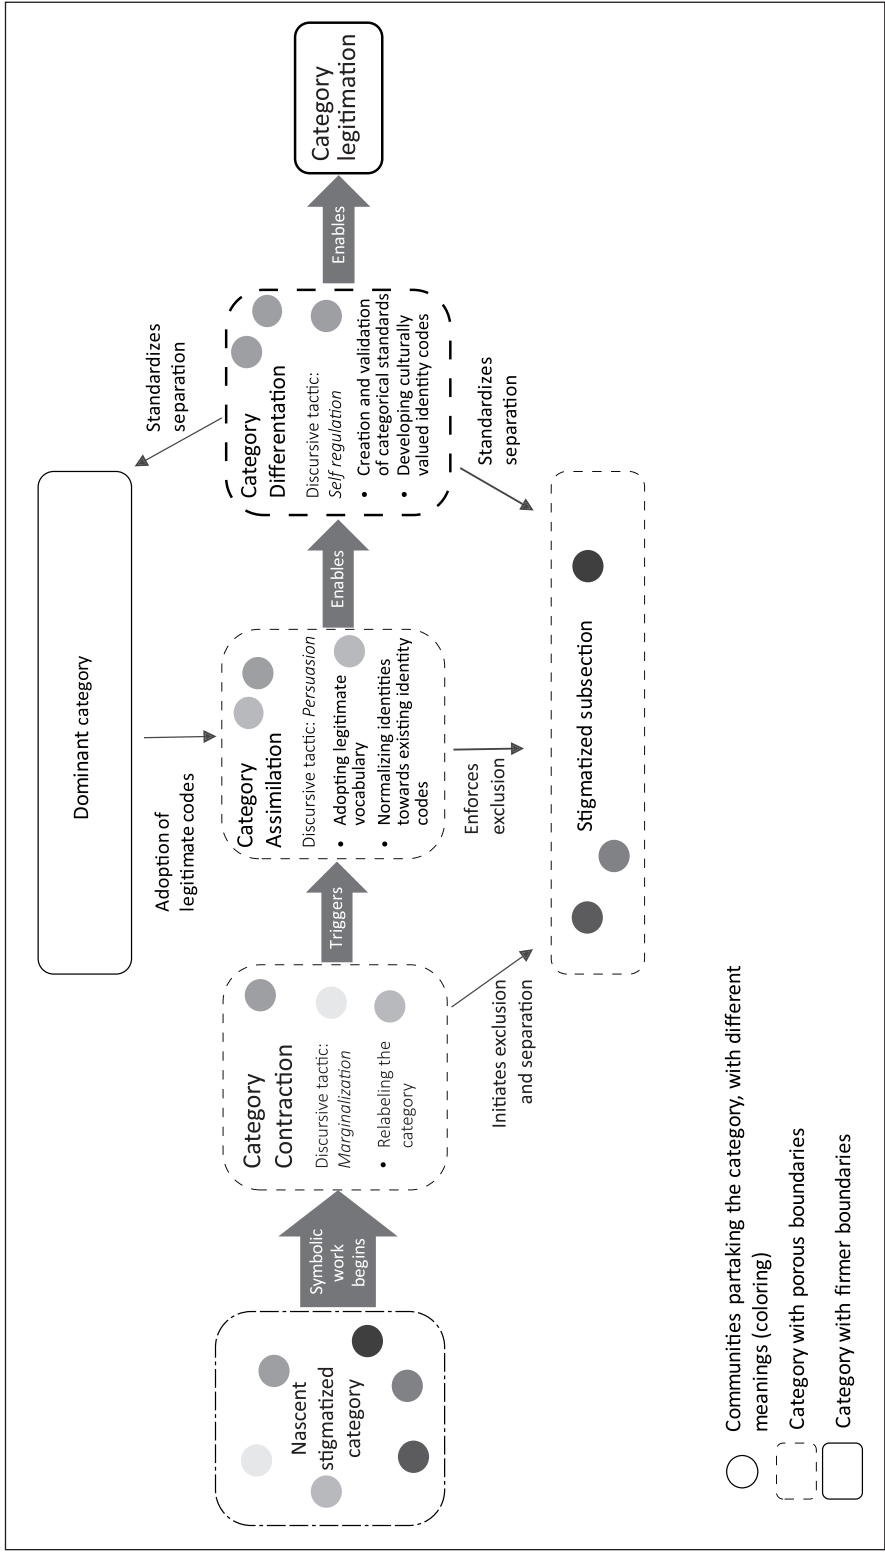 Dominant category
Adoption of
legitimate codes
Standardizes
separation
Nascent
stigmatized
category
Symbolic
work
begins
Category
Contraction
Discursive tactic:
Marginalization
• Relabeling the
category
Triggers
Category
Assimilation
Discursive tactic: Persuasion
• Adopting legitimate
vocabulary
• Normalizing identities
towards existing identity
codes
Enables
Category
Differentation
Discursive tactic:
Self regulation
• Creation and validation
of categorical standards
• Developing culturally
valued identity codes
Enables
Category
legitimation
Initiates exclusion
and separation
Enforces
exclusion
Standardizes
separation
Stigmatized subsection
Communities partaking the category, with different
meanings (coloring)
Category with porous boundaries
Category with firmer boundaries